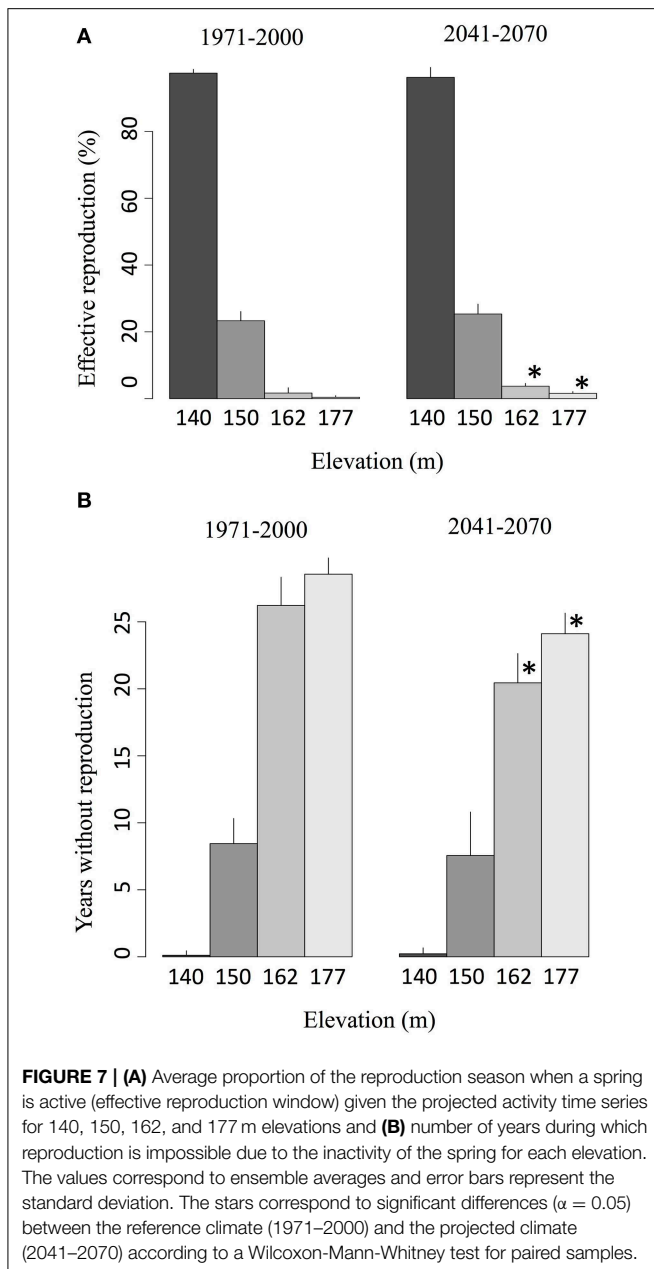 A
1971-2000
2041-2070
Effective reproduction (%)
80
60
40
20
0
140 150 162 177
140 150 162 177
* *
Elevation (m)
B
1971-2000
2041-2070
Years without reproduction
25
20
15
10
5
0
140 150 162 177
140 150 162 177
* *
Elevation (m)
FIGURE 7 | (A) Average proportion of the reproduction season when a spring
is active (effective reproduction window) given the projected activity time series
for 140, 150, 162, and 177 m elevations and (B) number of years during which
reproduction is impossible due to the inactivity of the spring for each elevation.
The values correspond to ensemble averages and error bars represent the
standard deviation. The stars correspond to significant differences (α = 0.05)
between the reference climate (1971–2000) and the projected climate
(2041–2070) according to a Wilcoxon-Mann-Whitney test for paired samples.